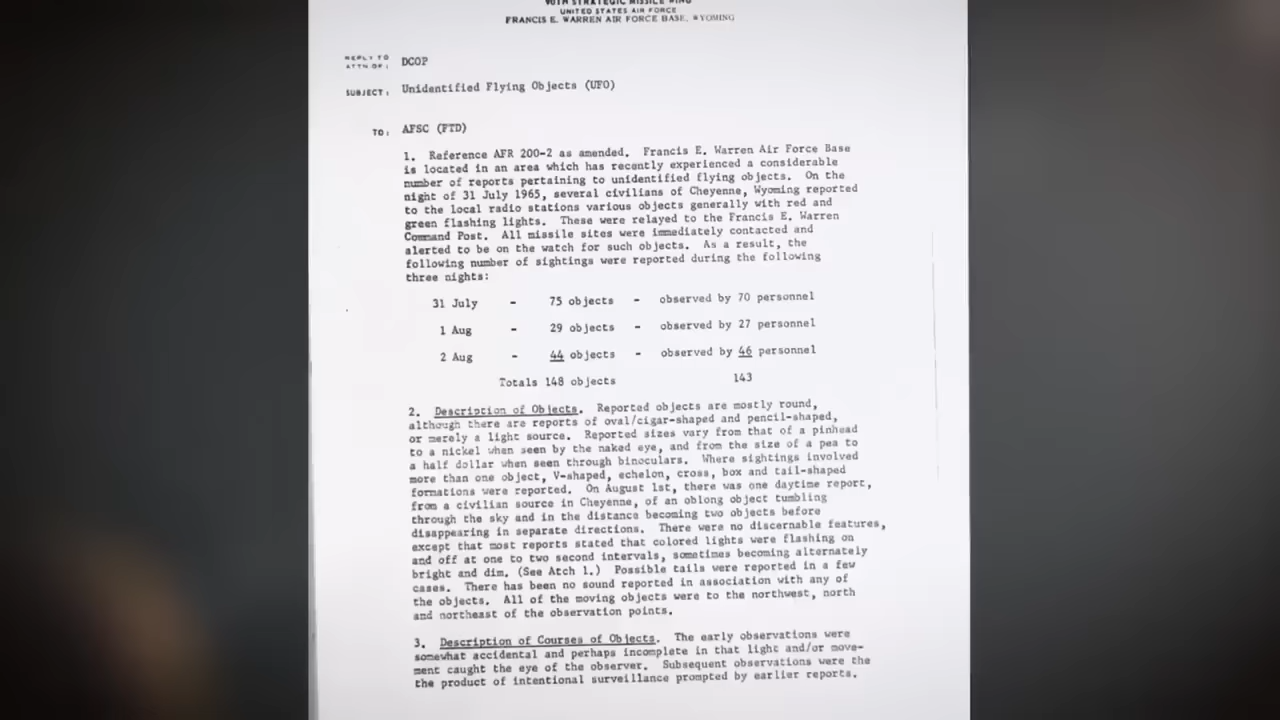 90TH STRATEGIC MISSILE WING
UNITED STATES AIR FORCE
FRANCIS E. WARREN AIR FORCE BASE, WYOMING
REPLY TO
ATTN OF: DCOP
SUBJECT: Unidentified Flying Objects (UFO)
TO: AFSC (FTD)
1. Reference AFR 200-2 as amended. Francis E. Warren Air Force Base
is located in an area which has recently experienced a considerable
number of reports pertaining to unidentified flying objects. On the
night of 31 July 1965, several civilians of Cheyenne, Wyoming reported
to the local radio stations various objects generally with red and
green flashing lights. These were relayed to the Francis E. Warren
Command Post. All missile sites were immediately contacted and
alerted to be on the watch for such objects. As a result, the
following number of sightings were reported during the following
three nights:
31 July - 75 objects - observed by 70 personnel
1 Aug - 29 objects - observed by 27 personnel
2 Aug - 44 objects - observed by 46 personnel
Totals 148 objects 143
2. Description of Objects. Reported objects are mostly round,
although there are reports of oval/cigar-shaped and pencil-shaped,
or merely a light source. Reported sizes vary from that of a pinhead
to a nickel when seen by the naked eye, and from the size of a pea to
a half dollar when seen through binoculars. Where sightings involved
more than one object, V-shaped, echelon, cross, box and tail-shaped
formations were reported. On August 1st, there was one daytime report,
from a civilian source in Cheyenne, of an oblong object tumbling
through the sky and in the distance becoming two objects before
disappearing in separate directions. There were no discernable features,
except that most reports stated that colored lights were flashing on
and off at one to two second intervals, sometimes becoming alternately
bright and dim. (See Atch 1.) Possible tails were reported in a few
cases. There has been no sound reported in association with any of
the objects. All of the moving objects were to the northwest, north
and northeast of the observation points.
3. Description of Courses of Objects. The early observations were
somewhat accidental and perhaps incomplete in that light and/or move-
ment caught the eye of the observer. Subsequent observations were the
the product of intentional surveillance prompted by earlier reports.